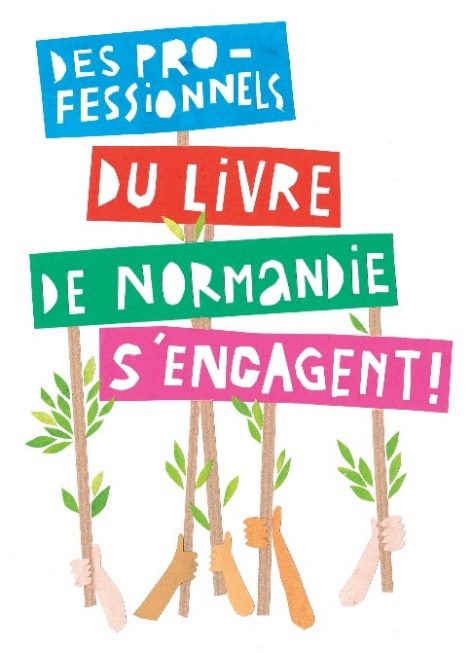 DES PRO-
FESSiONNELS
DU LiVRE
DE NORMaNDiE
S'ENGAGENT!